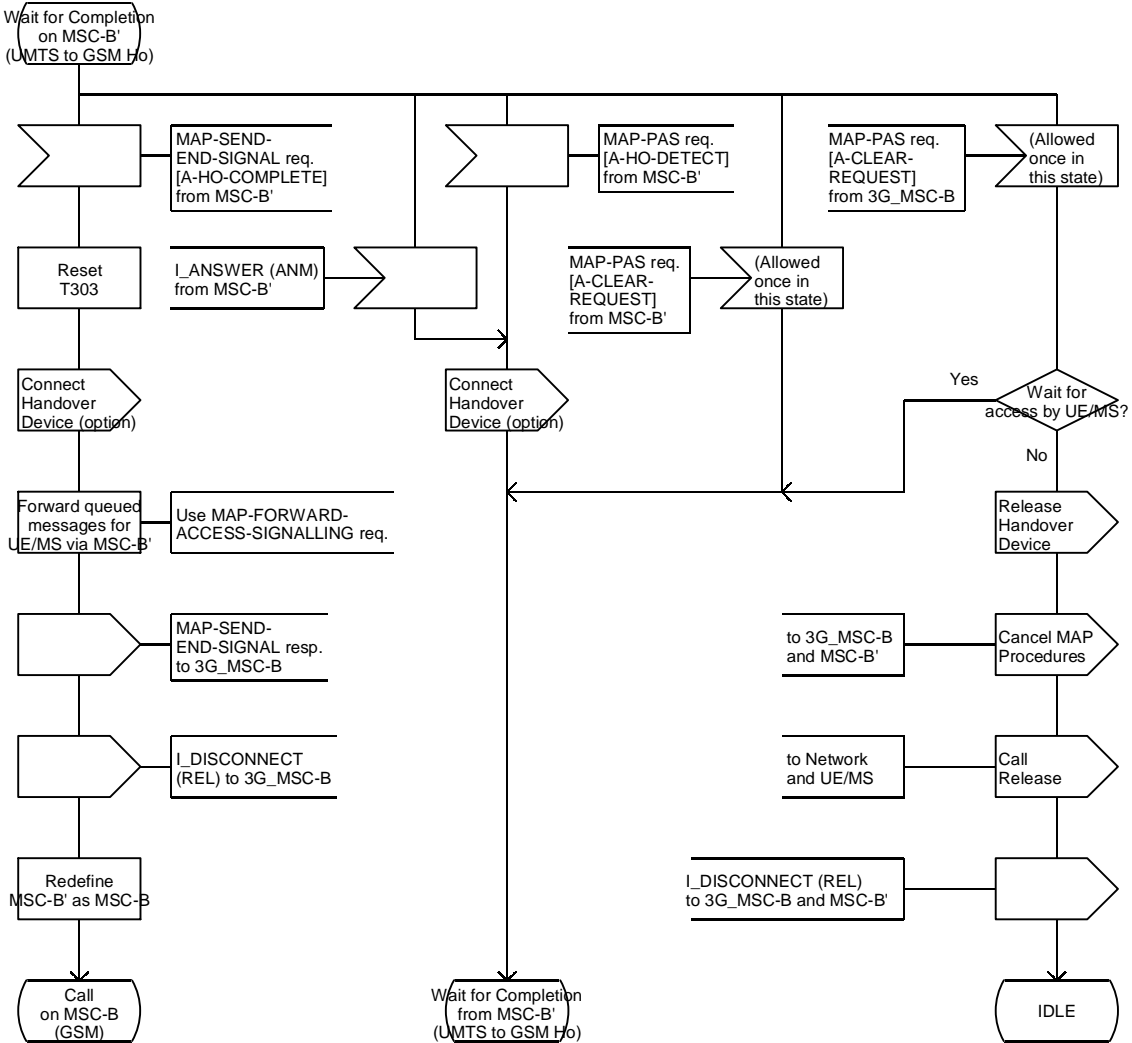 Wait for Completion
on MSC-B'
(UMTS to GSM Ho)
MAP-SEND-
END-SIGNAL req.
[A-HO-COMPLETE]
from MSC-B'
MAP-PAS req.
[A-HO-DETECT]
from MSC-B'
MAP-PAS req.
[A-CLEAR-
REQUEST]
from 3G_MSC-B
(Allowed
once in
this state)
Reset
T303
I_ANSWER (ANM)
from MSC-B'
MAP-PAS req.
[A-CLEAR-
REQUEST]
from MSC-B'
(Allowed
once in
this state)
Connect
Handover
Device (option)
Connect
Handover
Device (option)
Yes
Wait for
access by UE/MS?
No
Forward queued
messages for
UE/MS via MSC-B'
Use MAP-FORWARD-
ACCESS-SIGNALLING req.
Release
Handover
Device
MAP-SEND-
END-SIGNAL resp.
to 3G_MSC-B
to 3G_MSC-B
and MSC-B'
Cancel MAP
Procedures
I_DISCONNECT
(REL) to 3G_MSC-B
to Network
and UE/MS
Call
Release
Redefine
MSC-B' as MSC-B
I_DISCONNECT (REL)
to 3G_MSC-B and MSC-B'
Call
on MSC-B
(GSM)
Wait for Completion
from MSC-B'
(UMTS to GSM Ho)
IDLE